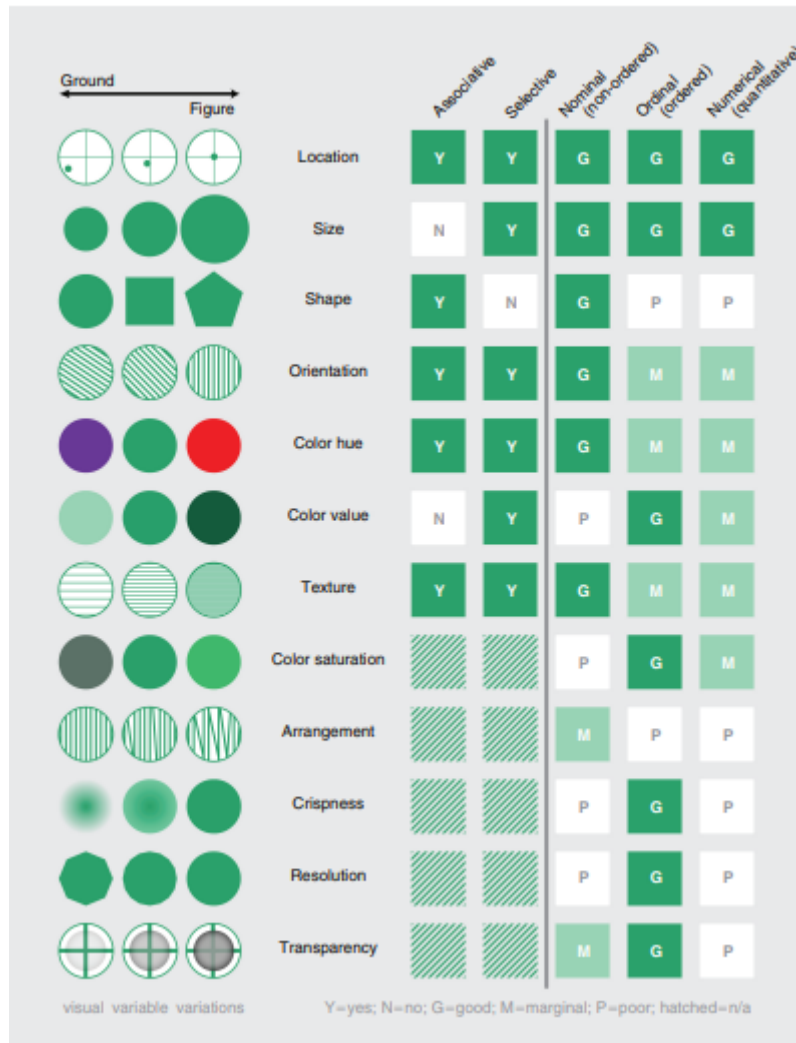 Ground
Figure
Associative
Selective
Nominal
(non-ordered)
Ordinal
(ordered)
Numerical
(quantitative)
Location Y Y G G G
Size N Y G G G
Shape Y N G P P
Orientation Y Y G M M
Color hue Y Y G M M
Color value N Y P G M
Texture Y Y G M M
Color saturation P G M
Arrangement M P P
Crispness P G P
Resolution P G P
Transparency M G P
visual variable variations
Y=yes; N=no; G=good; M=marginal; P=poor; hatched=n/a